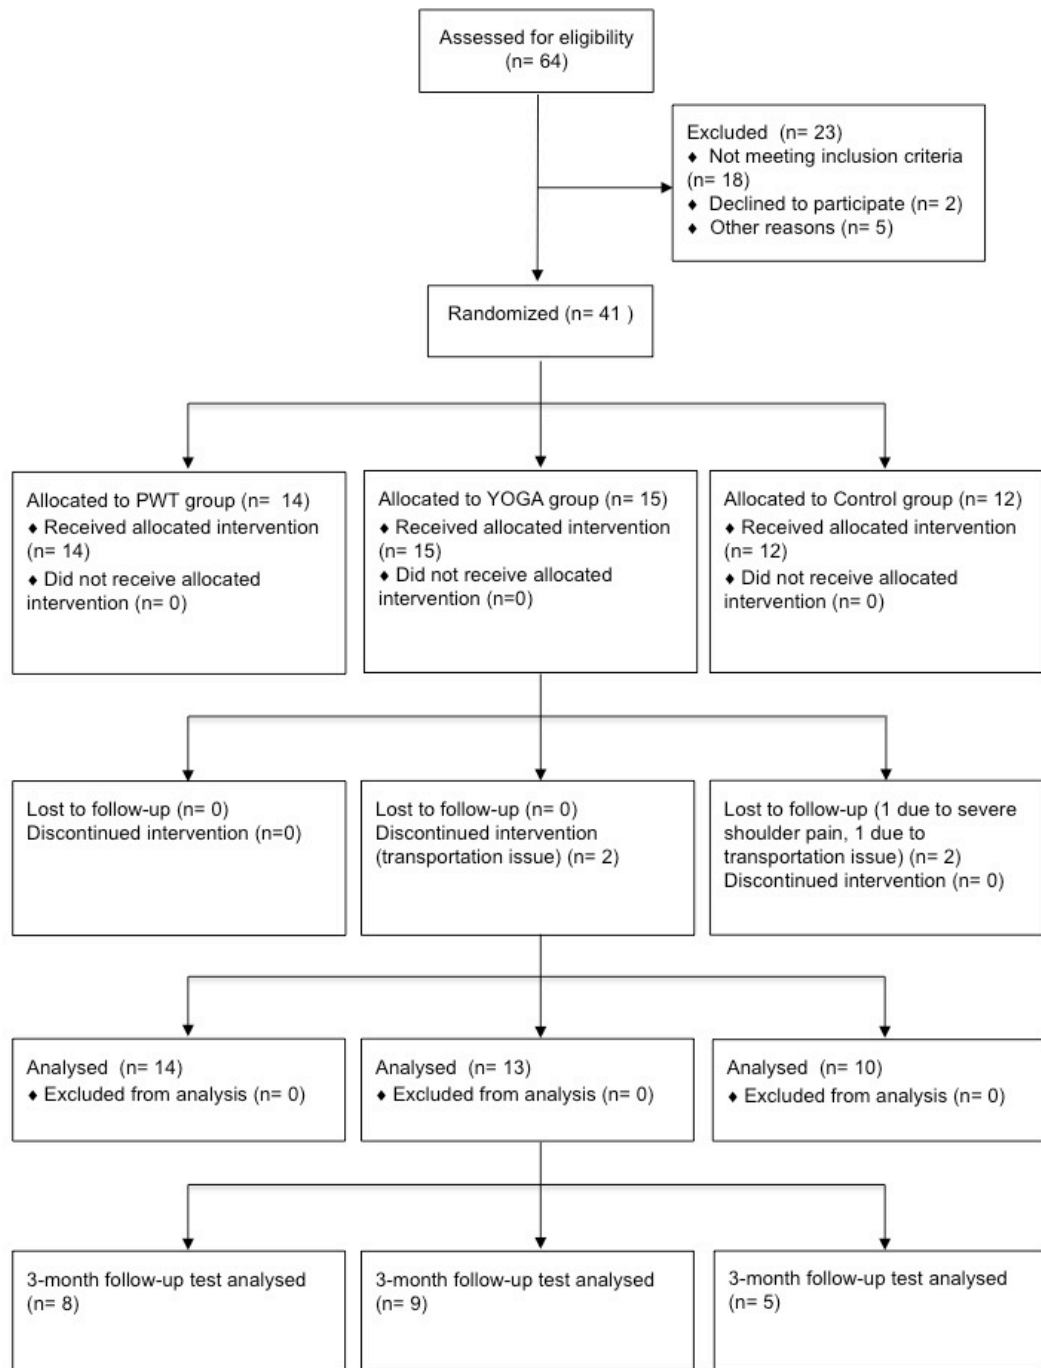 Assessed for eligibility
(n= 64)
Excluded  (n= 23)
♦ Not meeting inclusion criteria
(n= 18)
♦ Declined to participate (n= 2)
♦ Other reasons (n= 5)
Randomized (n= 41 )
Allocated to PWT group (n=  14)
♦ Received allocated intervention
(n= 14)
♦ Did not receive allocated
intervention (n= 0)
Allocated to YOGA group (n= 15)
♦ Received allocated intervention
(n= 15)
♦ Did not receive allocated
intervention (n=0)
Allocated to Control group (n= 12)
♦ Received allocated intervention
(n= 12)
♦ Did not receive allocated
intervention (n= 0)
Lost to follow-up (n= 0)
Discontinued intervention (n=0)
Lost to follow-up (n= 0)
Discontinued intervention
(transportation issue) (n= 2)
Lost to follow-up (1 due to severe
shoulder pain, 1 due to
transportation issue) (n= 2)
Discontinued intervention (n= 0)
Analysed  (n= 14)
♦ Excluded from analysis (n= 0)
Analysed  (n= 13)
♦ Excluded from analysis (n= 0)
Analysed  (n= 10)
♦ Excluded from analysis (n= 0)
3-month follow-up test analysed
(n= 8)
3-month follow-up test analysed
(n= 9)
3-month follow-up test analysed
(n= 5)